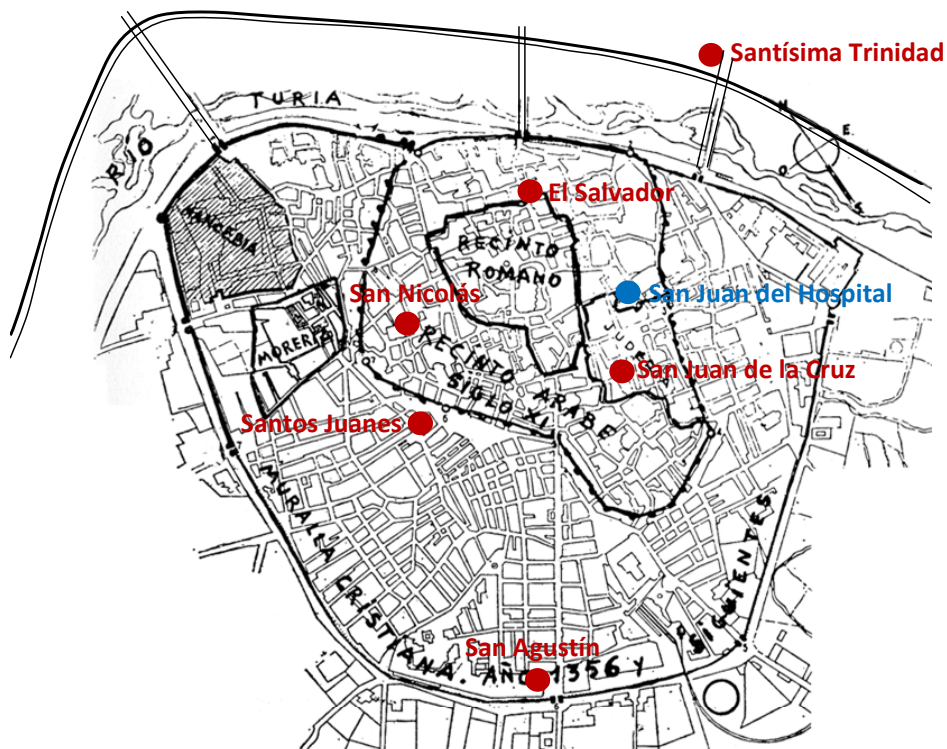 Santísima Trinidad
TURIA
RIO
N
E.
O
S
El Salvador
MANCEBIA
RECINTO
ROMANO
San Nicolás
San Juan del Hospital
MORERIA
JUDERIA
San Juan de la Cruz
RECINTO ARABE
SIGLO XI
Santos Juanes
MURALLA CRISTIANA. AÑO 1356 Y SIGUIENTES
San Agustín